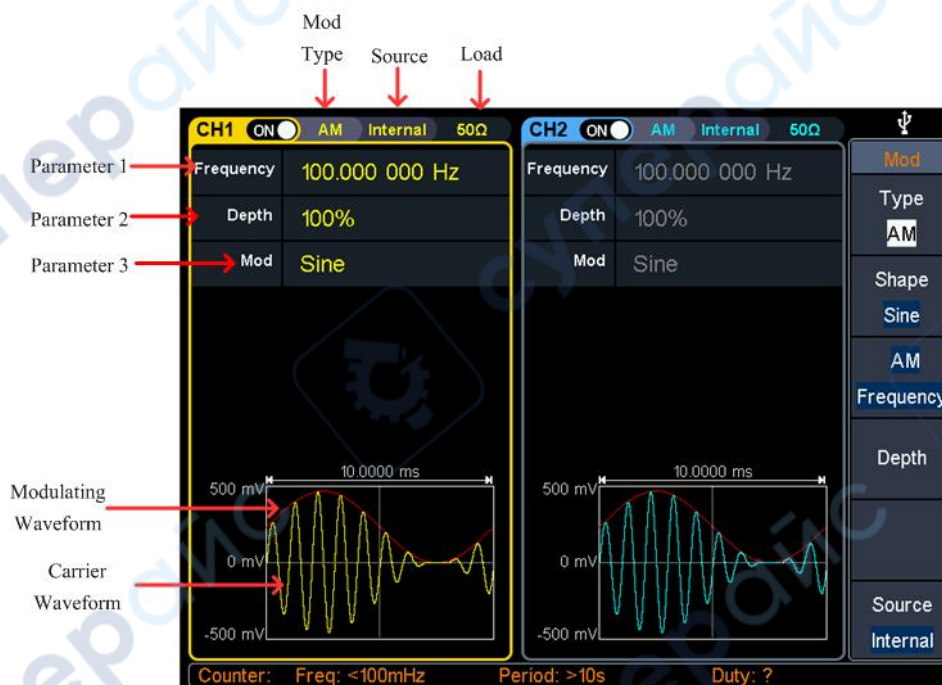 Mod
Type
Source
Load
CH1 ON AM Internal 50Ω
CH2 ON AM Internal 50Ω
Parameter 1
Frequency 100.000 000 Hz
Frequency 100.000 000 Hz
Mod
Parameter 2
Depth 100%
Depth 100%
Type
AM
Parameter 3
Mod Sine
Mod Sine
Shape
Sine
AM
Frequency
Depth
Source
Internal
10.0000 ms
500 mV
0 mV
-500 mV
10.0000 ms
500 mV
0 mV
-500 mV
Modulating
Waveform
Carrier
Waveform
Counter: Freq: <100mHz Period: >10s Duty: ?
суперайс